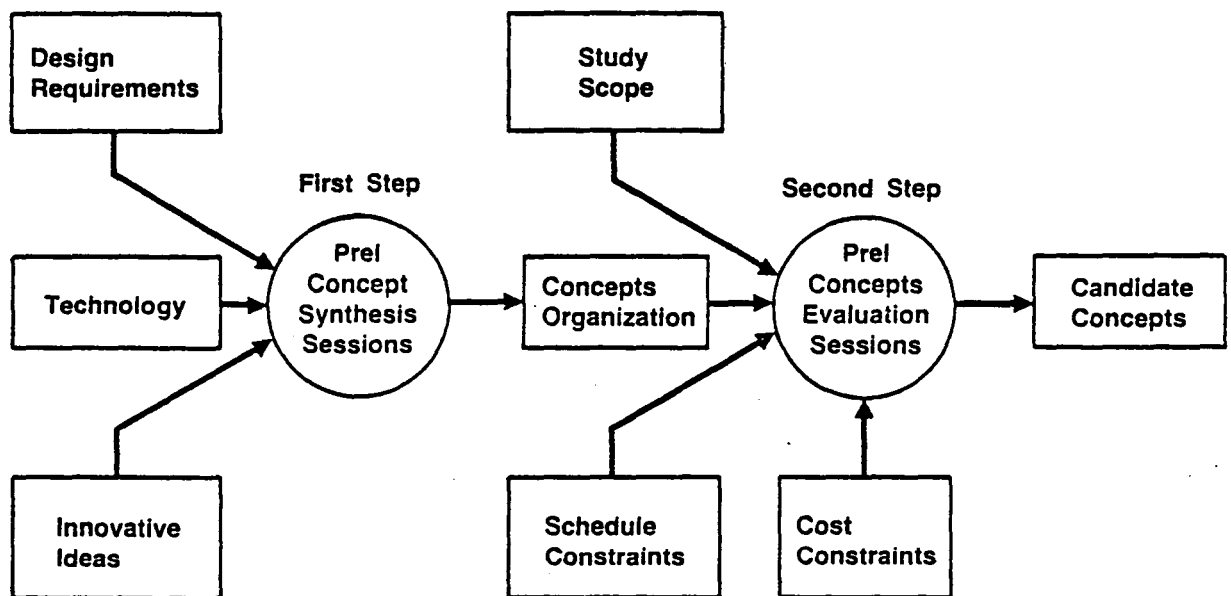 Design
Requirements
Study
Scope
First Step
Second Step
Technology
Prel
Concept
Synthesis
Sessions
Concepts
Organization
Prel
Concepts
Evaluation
Sessions
Candidate
Concepts
Innovative
Ideas
Schedule
Constraints
Cost
Constraints